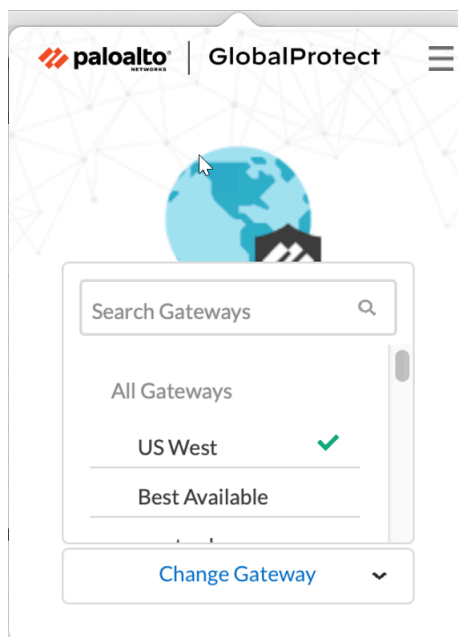 paloalto
NETWORKS
GlobalProtect
Search Gateways
All Gateways
US West
Best Available
Change Gateway